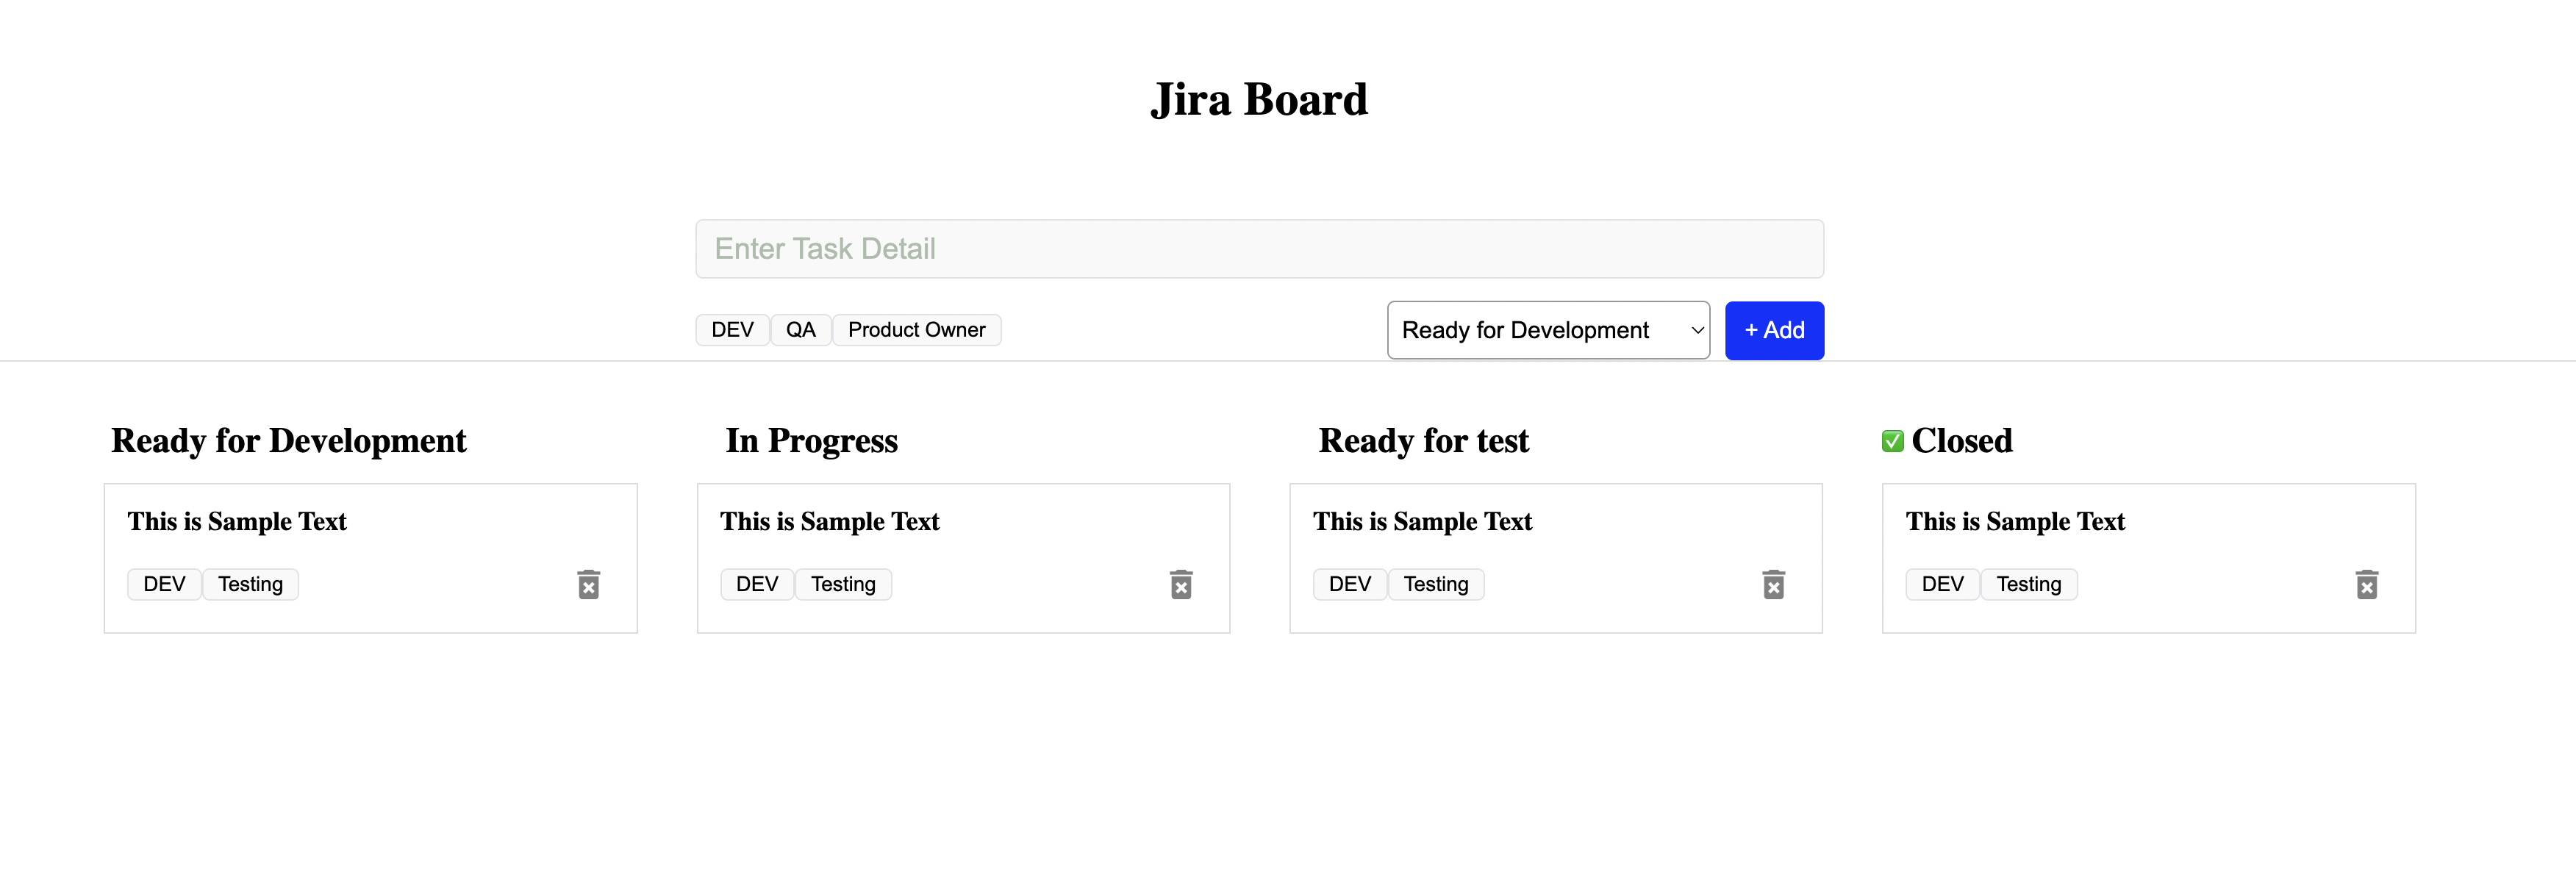 Jira Board
Enter Task Detail
DEV QA Product Owner Ready for Development + Add
Ready for Development In Progress Ready for test ✅ Closed
This is Sample Text This is Sample Text This is Sample Text This is Sample Text
DEV Testing DEV Testing DEV Testing DEV Testing